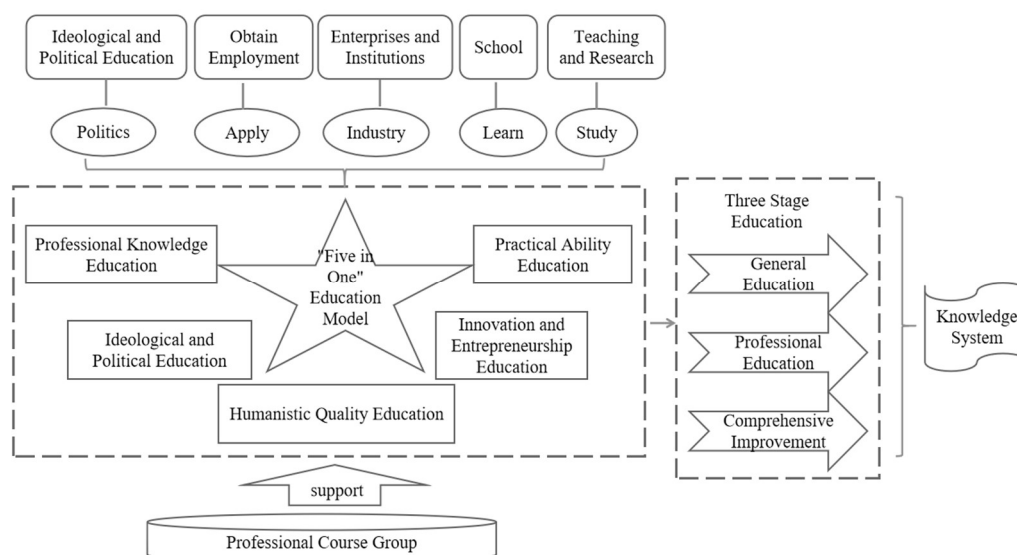 Ideological and
Political Education
Obtain
Employment
Enterprises and
Institutions
School
Teaching
and Research
Politics
Apply
Industry
Learn
Study
"Five in
One"
Education
Model
Professional Knowledge
Education
Practical Ability
Education
Ideological and
Political Education
Innovation and
Entrepreneurship
Education
Humanistic Quality Education
Three Stage
Education
General
Education
Professional
Education
Comprehensive
Improvement
Knowledge
System
support
Professional Course Group